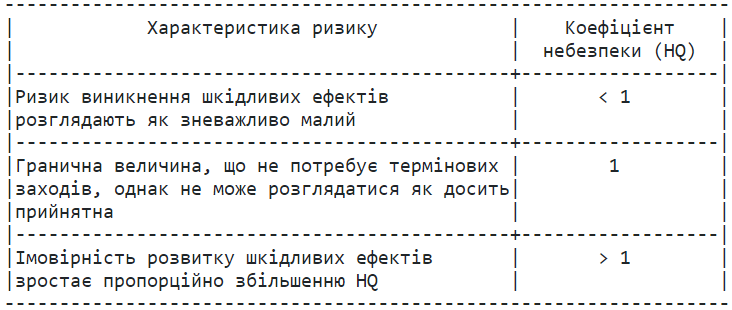 Характеристика ризику | Коефіцієнт
небезпеки (HQ)
Ризик виникнення шкідливих ефектів | < 1
розглядають як зневажливо малий
Гранична величина, що не потребує термінових | 1
заходів, однак не може розглядатися як досить
прийнятна
Імовірність розвитку шкідливих ефектів | > 1
зростає пропорційно збільшенню HQ